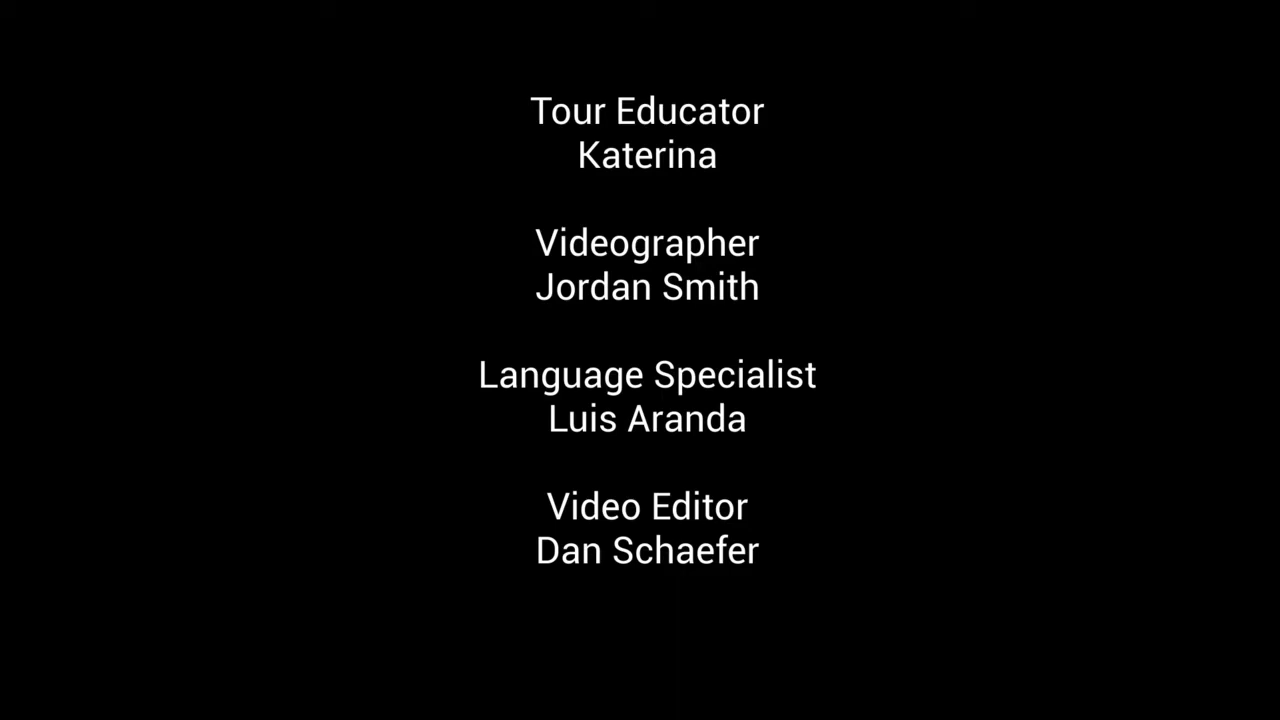 Tour Educator
Katerina
Videographer
Jordan Smith
Language Specialist
Luis Aranda
Video Editor
Dan Schaefer